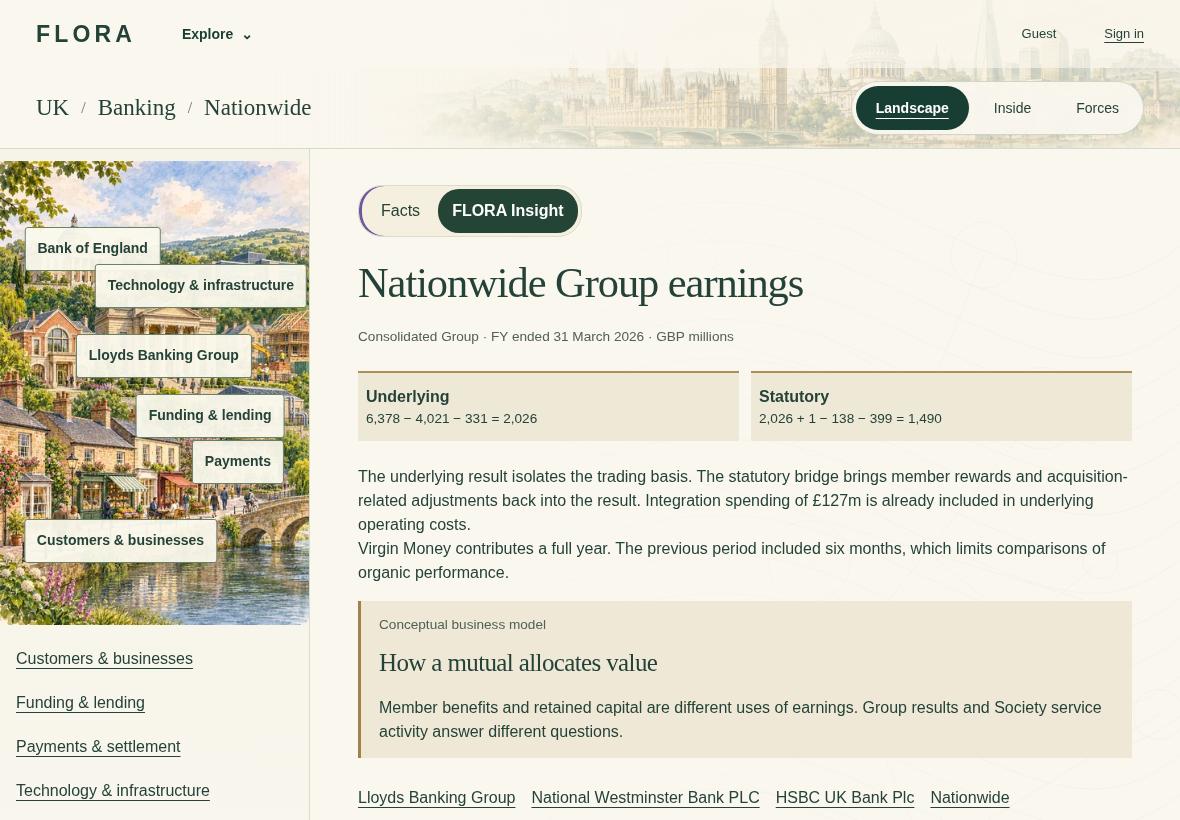 FLORA
Explore
Guest
Sign in
UK / Banking / Nationwide
Landscape
Inside
Forces
Bank of England
Technology & infrastructure
Lloyds Banking Group
Funding & lending
Payments
Customers & businesses
Customers & businesses
Funding & lending
Payments & settlement
Technology & infrastructure
Facts
FLORA Insight
Nationwide Group earnings
Consolidated Group · FY ended 31 March 2026 · GBP millions
Underlying
6,378 − 4,021 − 331 = 2,026
Statutory
2,026 + 1 − 138 − 399 = 1,490
The underlying result isolates the trading basis. The statutory bridge brings member rewards and acquisition-
related adjustments back into the result. Integration spending of £127m is already included in underlying
operating costs.
Virgin Money contributes a full year. The previous period included six months, which limits comparisons of
organic performance.
Conceptual business model
How a mutual allocates value
Member benefits and retained capital are different uses of earnings. Group results and Society service
activity answer different questions.
Lloyds Banking Group National Westminster Bank PLC HSBC UK Bank Plc Nationwide